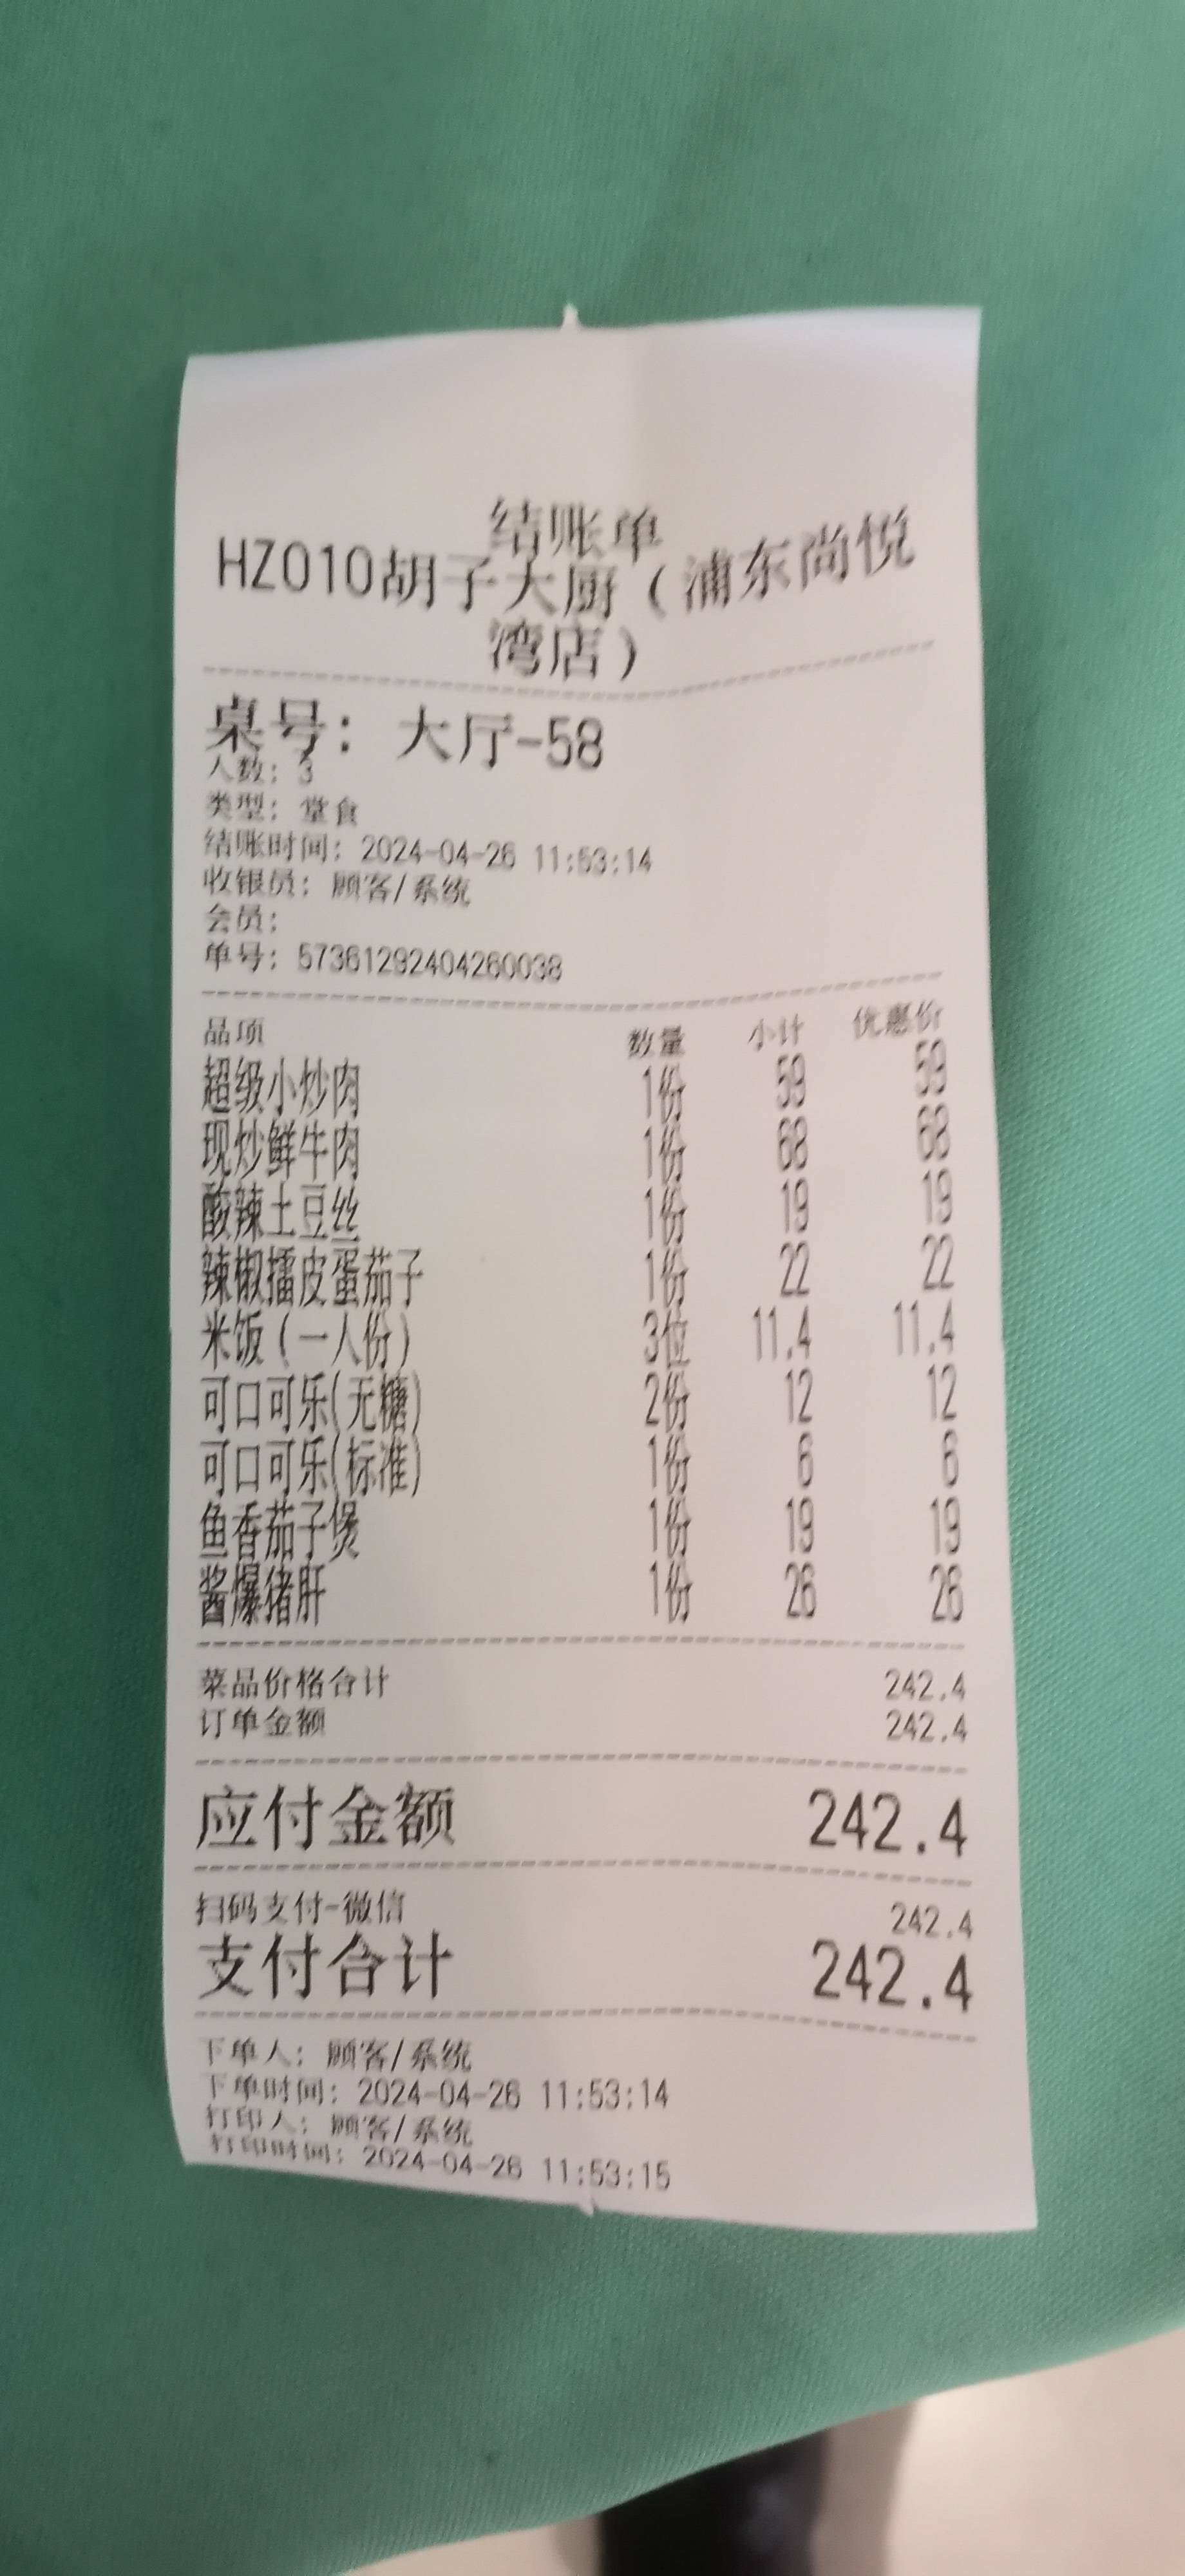 结账单
HZ010胡子大厨（浦东尚悦
湾店）
桌号：大厅-58
人数：3
类型：堂食
结账时间：2024-04-26 11:53:14
收银员：顾客/系统
会员：
单号：57361292404260038
品项 数量 小计 优惠价
超级小炒肉 1份 59 59
现炒鲜牛肉 1份 68 68
酸辣土豆丝 1份 19 19
辣椒擂皮蛋茄子 1份 22 22
米饭（一人份） 3位 11.4 11.4
可口可乐(无糖) 2份 12 12
可口可乐(标准) 1份 6 6
鱼香茄子煲 1份 19 19
酱爆猪肝 1份 26 26
菜品价格合计 242.4
订单金额 242.4
应付金额 242.4
扫码支付-微信 242.4
支付合计 242.4
下单人：顾客/系统
下单时间：2024-04-26 11:53:14
打印人：顾客/系统
打印时间：2024-04-26 11:53:15